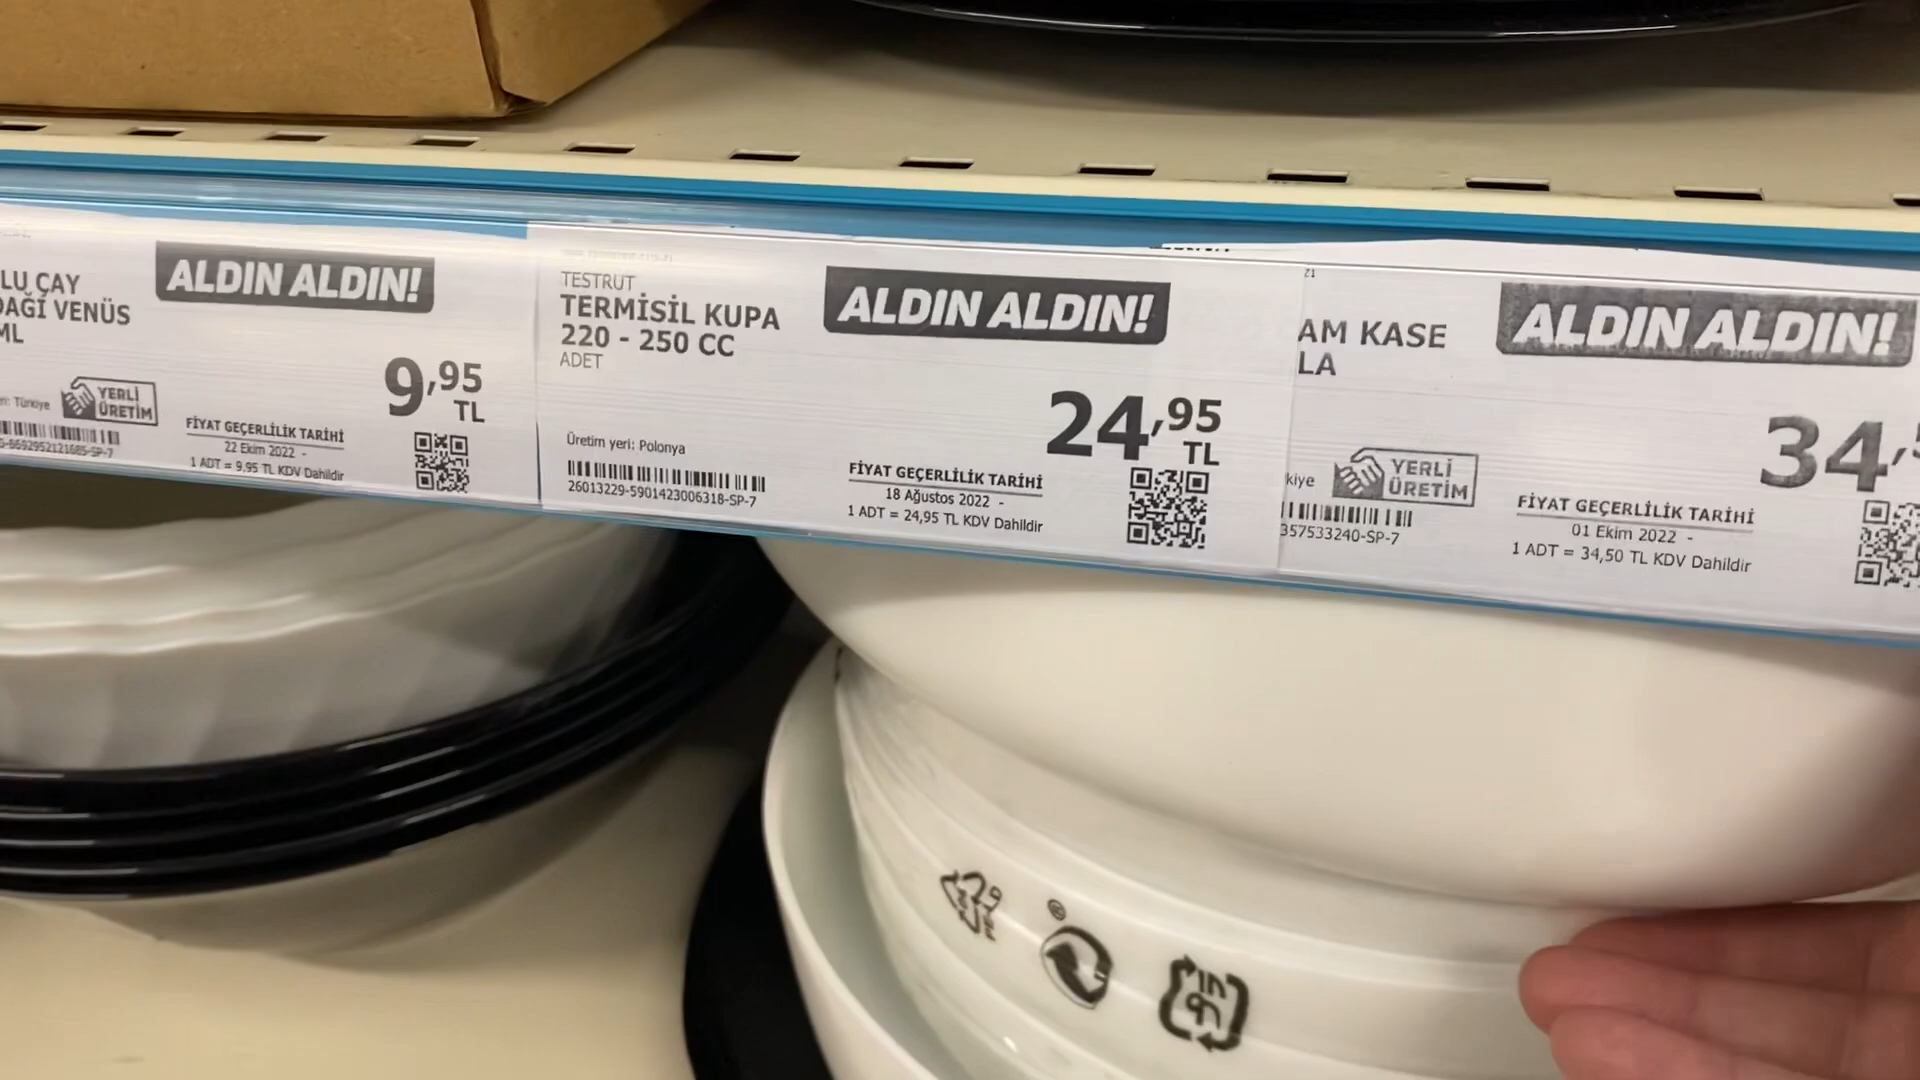 LU ÇAY
DAĞI VENÜS
ML
ALDIN ALDIN!
9,95
TL
Türkiye
YERLİ
ÜRETİM
6692952121685-SP-7
FİYAT GEÇERLİLİK TARİHİ
22 Ekim 2022 -
1 ADT = 9,95 TL KDV Dahildir
TESTRUT
TERMİSİL KUPA
220 - 250 CC
ADET
ALDIN ALDIN!
24,95
TL
Üretim yeri: Polonya
26013229-5901423006318-SP-7
FİYAT GEÇERLİLİK TARİHİ
18 Ağustos 2022 -
1 ADT = 24,95 TL KDV Dahildir
AM KASE
LA
ALDIN ALDIN!
34,5
kiye
YERLİ
ÜRETİM
357533240-SP-7
FİYAT GEÇERLİLİK TARİHİ
01 Ekim 2022 -
1 ADT = 34,50 TL KDV Dahildir